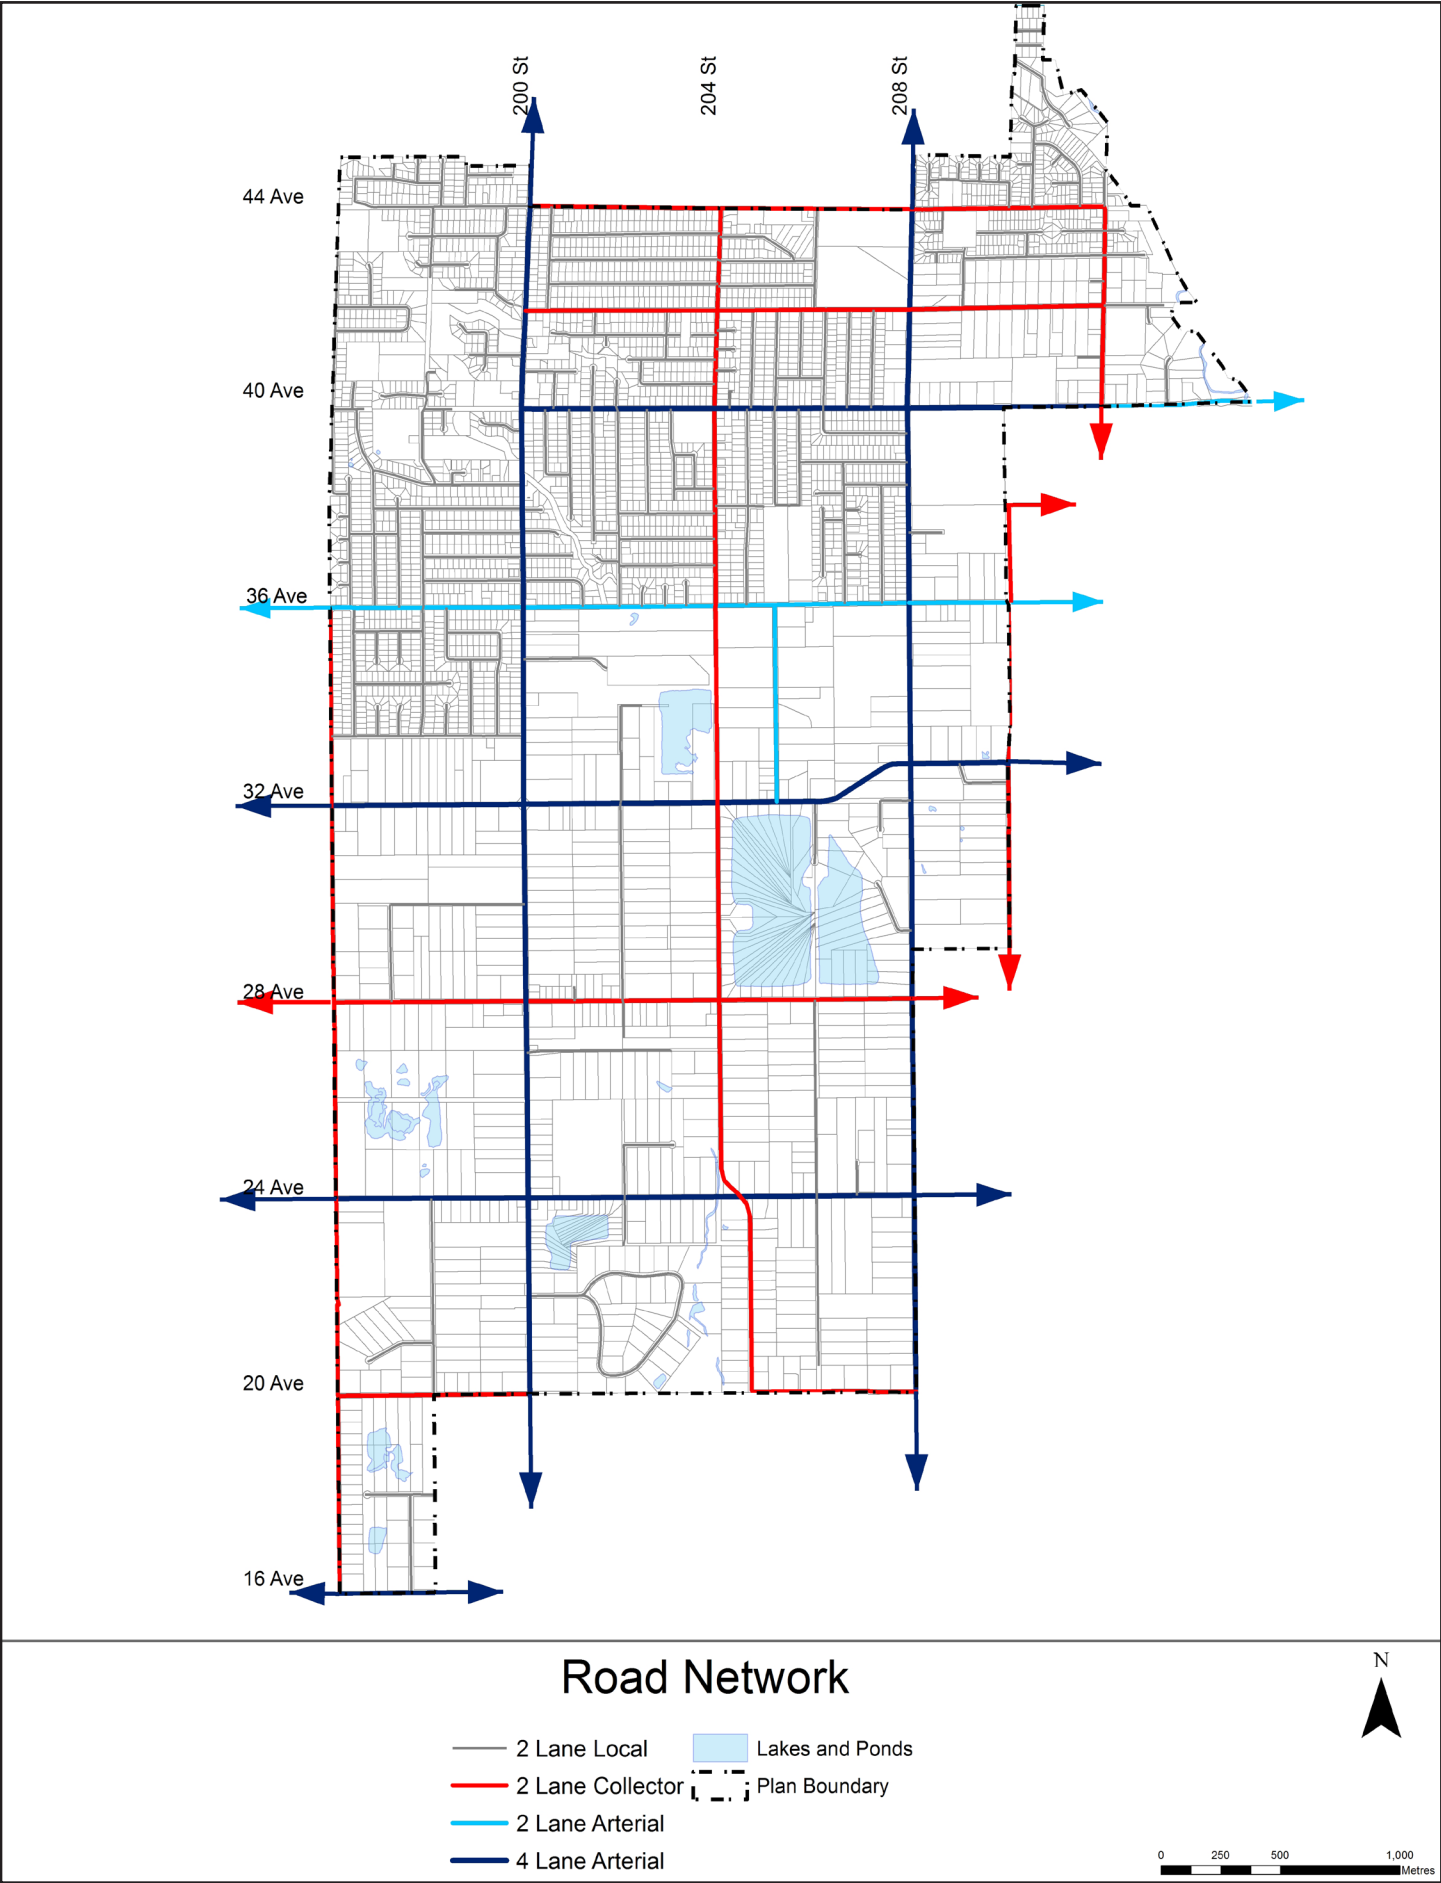 200 St
204 St
208 St
44 Ave
40 Ave
36 Ave
32 Ave
28 Ave
24 Ave
20 Ave
16 Ave
Road Network
N
2 Lane Local
Lakes and Ponds
2 Lane Collector
Plan Boundary
2 Lane Arterial
4 Lane Arterial
0 250 500 1,000
Metres